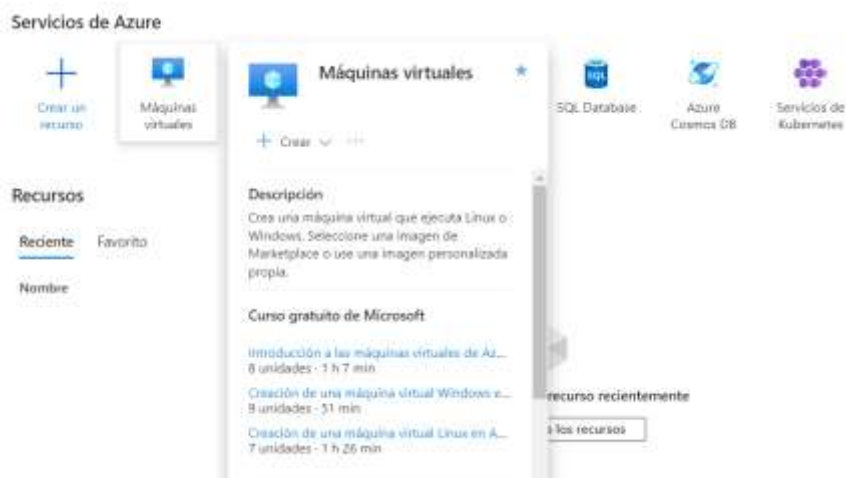 Servicios de Azure
Crear un
recurso
Máquinas
virtuales
Máquinas virtuales
SQL Database
Azure
Cosmos DB
Servicios de
Kubernetes
+ Crear
Recursos
Reciente Favorito
Nombre
Descripción
Crea una máquina virtual que ejecuta Linux o
Windows. Seleccione una imagen de
Marketplace o use una imagen personalizada
propia.
Curso gratuito de Microsoft
Introducción a las máquinas virtuales de Az...
8 unidades · 1 h 7 min
Creación de una máquina virtual Windows e...
9 unidades · 51 min
Creación de una máquina virtual Linux en A...
7 unidades · 1 h 26 min
recurso recientemente
los recursos